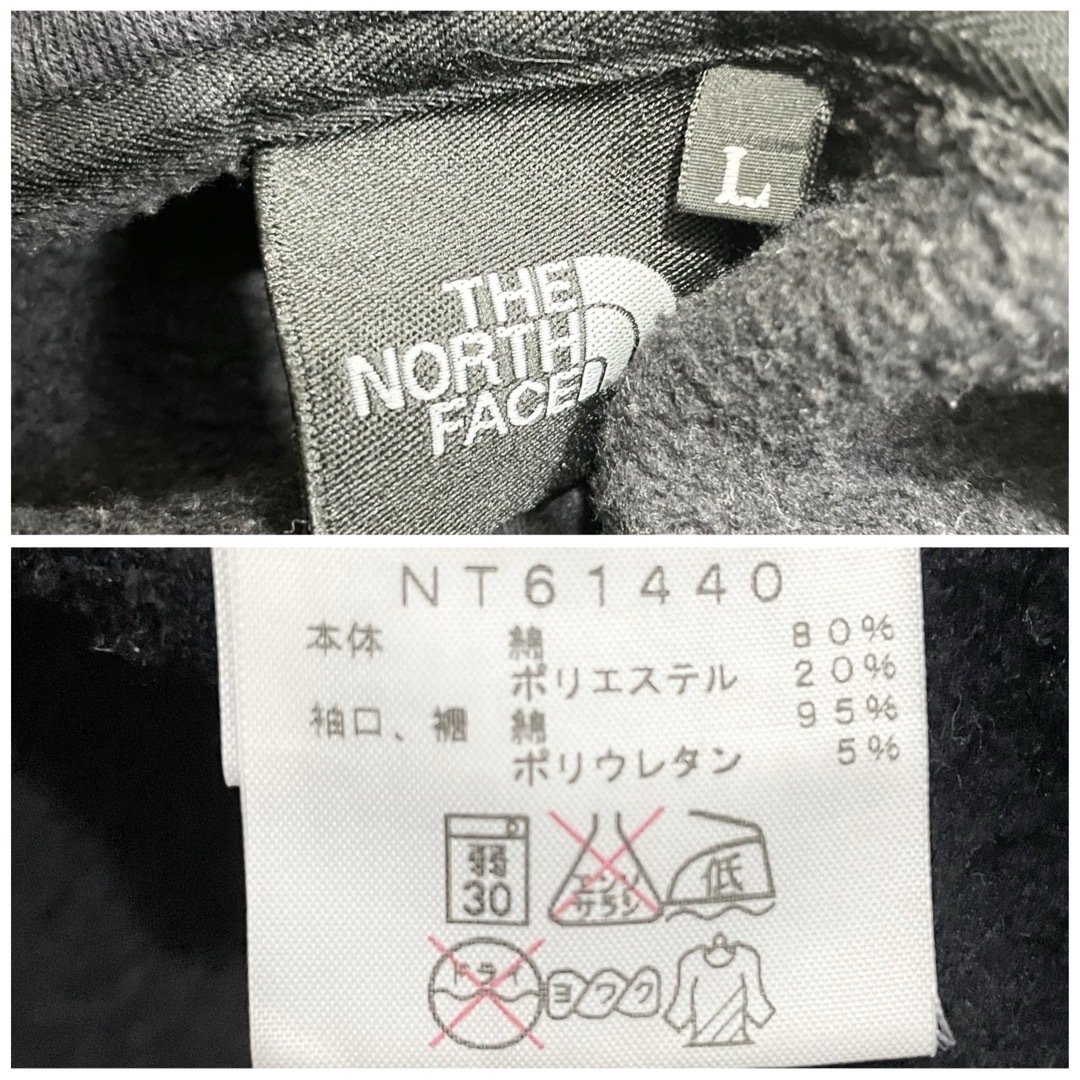 L
THE
NORTH
FACE
NT61440
本体 綿 80%
ポリエステル 20%
袖口、裾 綿 95%
ポリウレタン 5%
弱
30
エンソ
サラシ
低
ドライ
ヨワク